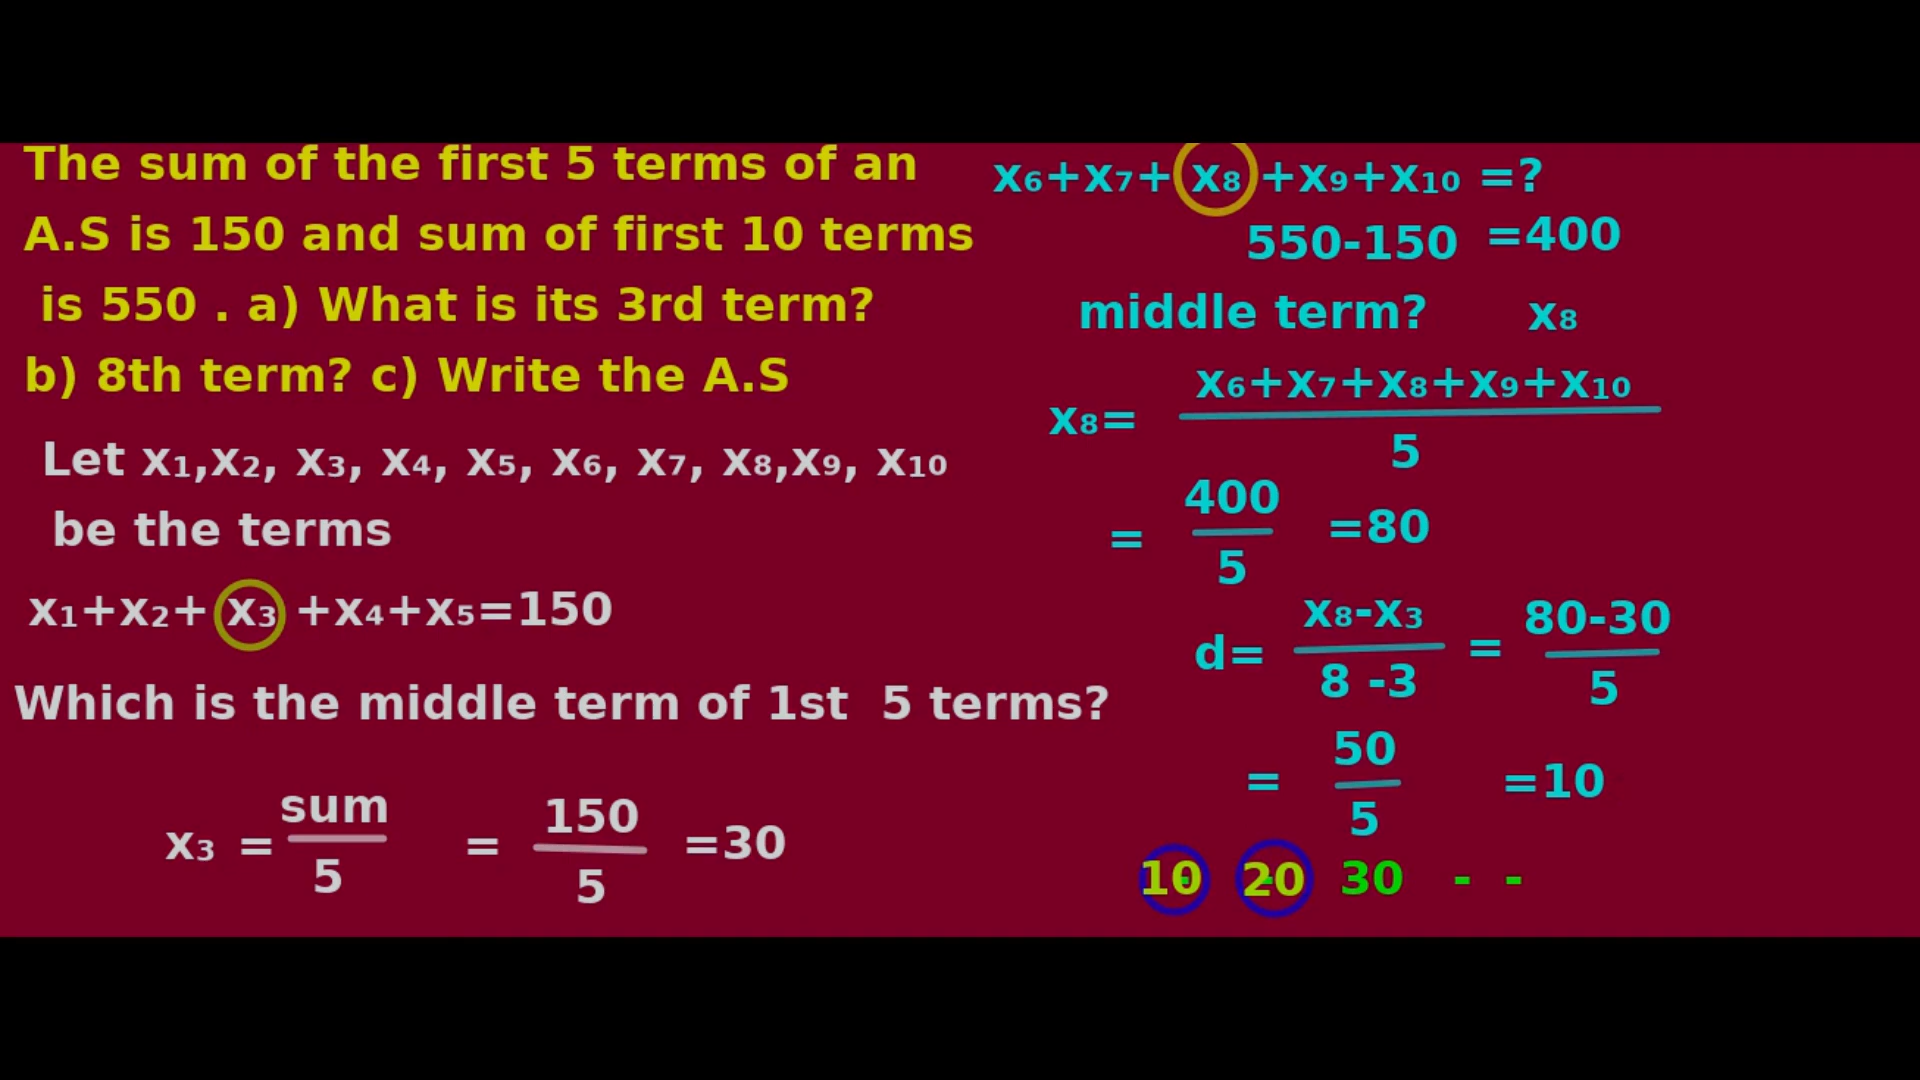 The sum of the first 5 terms of an
A.S is 150 and sum of first 10 terms
is 550 . a) What is its 3rd term?
b) 8th term? c) Write the A.S
Let x₁,x₂, x₃, x₄, x₅, x₆, x₇, x₈,x₉, x₁₀
be the terms
x₁+x₂+ x₃ +x₄+x₅=150
Which is the middle term of 1st 5 terms?
x₃ = sum/5 = 150/5 =30
x₆+x₇+ x₈ +x₉+x₁₀ =?
550-150 =400
middle term? x₈
x₈= x₆+x₇+x₈+x₉+x₁₀/5
= 400/5 =80
d= x₈-x₃/8 -3 = 80-30/5
= 50/5 =10
10 20 30 - -